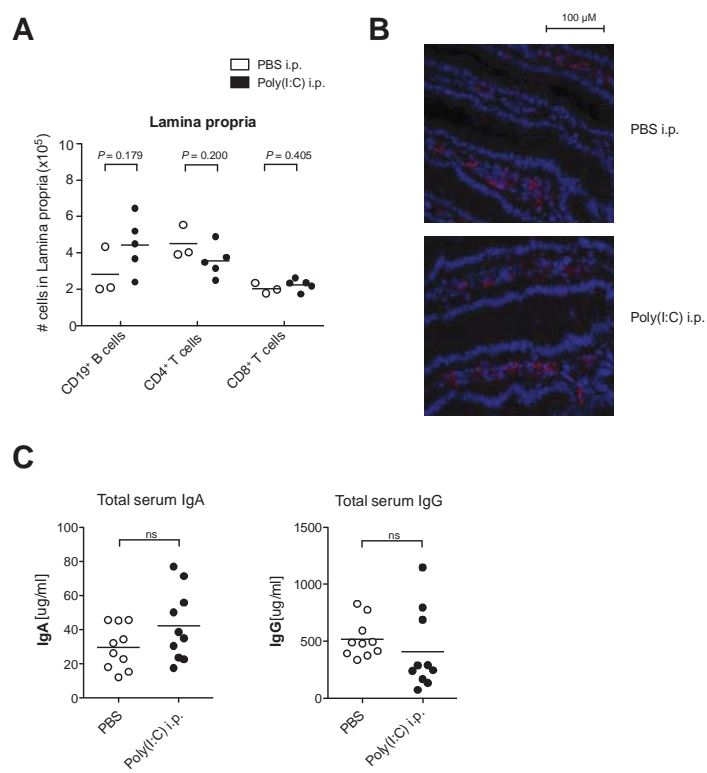 A
B
100 µM
PBS i.p.
Poly(I:C) i.p.
Lamina propria
P = 0.179
P = 0.200
P = 0.405
# cells in Lamina propria (x10⁵)
10
8
6
4
2
0
CD19⁺ B cells
CD4⁺ T cells
CD8⁺ T cells
PBS i.p.
Poly(I:C) i.p.
C
Total serum IgA
IgA [ug/ml]
100
80
60
40
20
0
ns
PBS
Poly(I:C) i.p.
Total serum IgG
IgG[ug/ml]
1500
1000
500
0
ns
PBS
Poly(I:C) i.p.